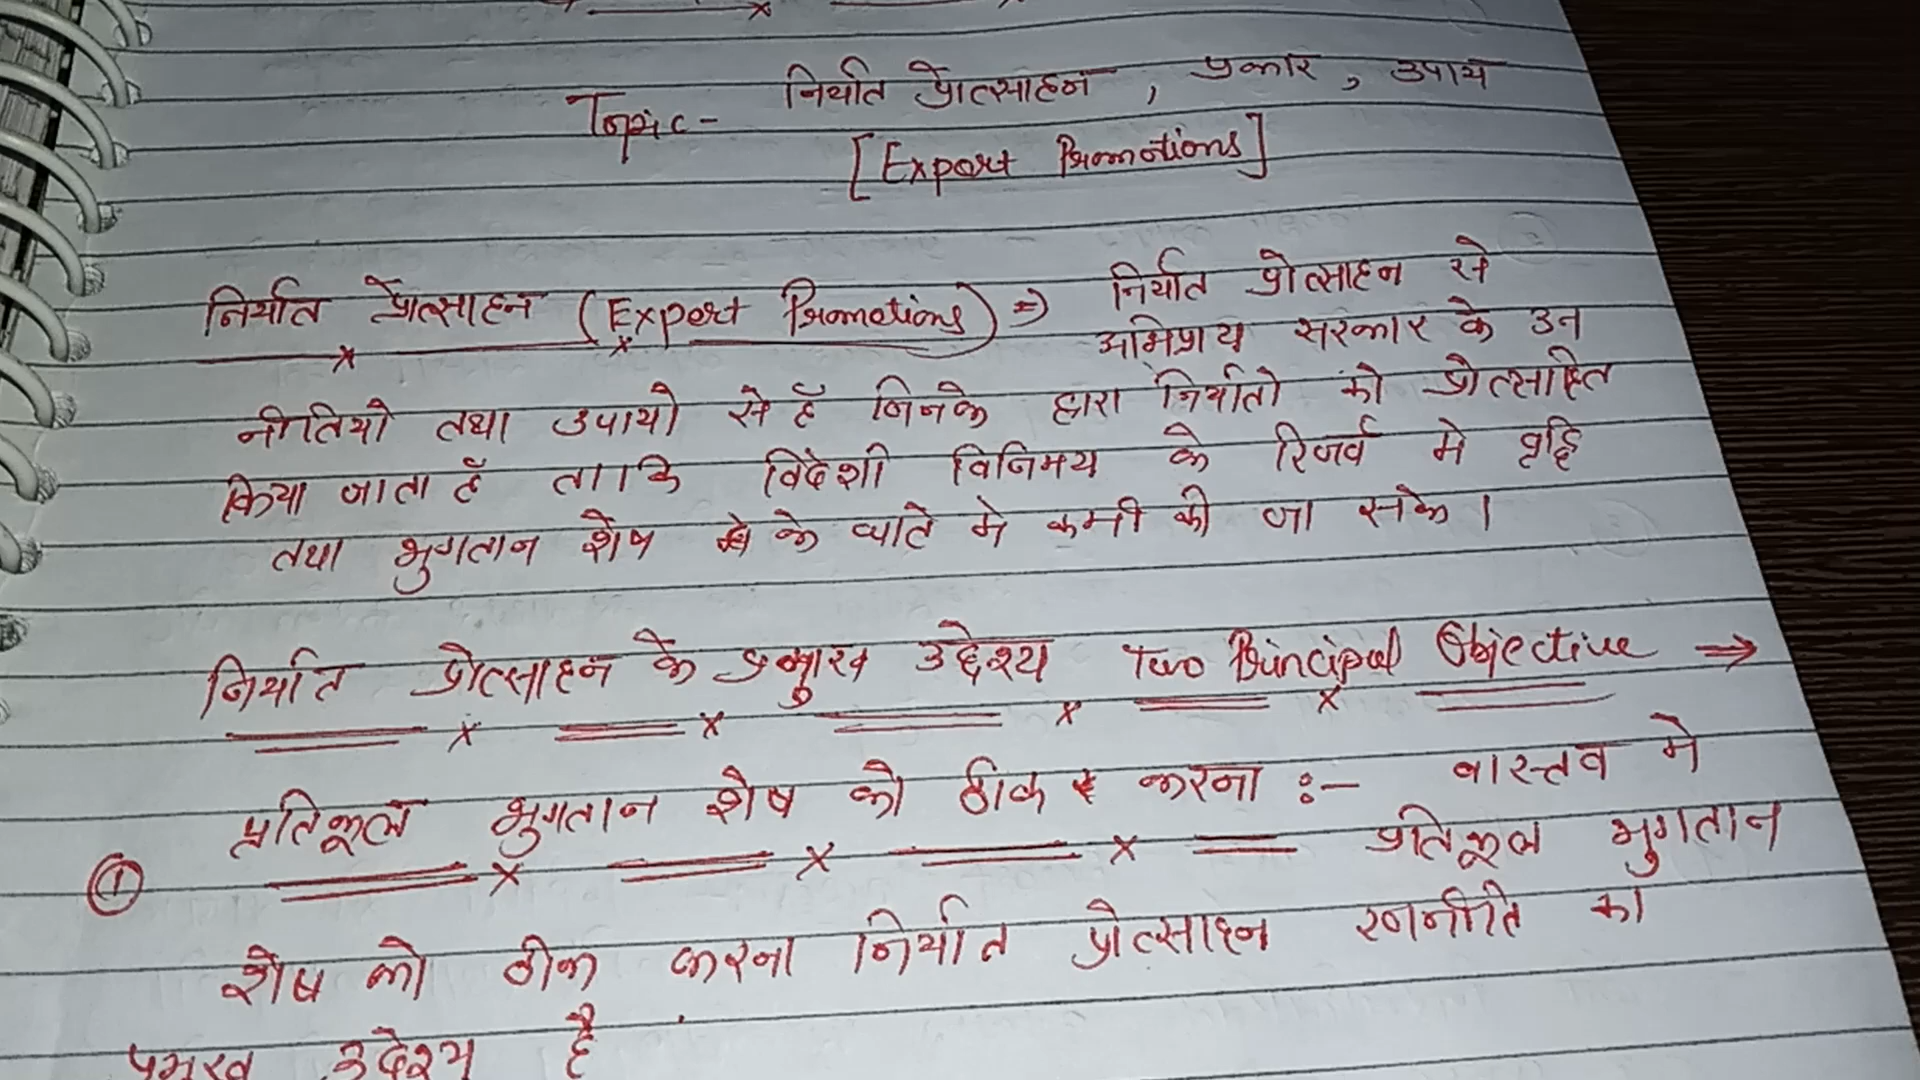 Topic - निर्यात प्रोत्साहन , प्रकार , उपाय
[Export Promotions]
निर्यात प्रोत्साहन (Export Promotions) ⇒ निर्यात प्रोत्साहन से
अभिप्राय सरकार के उन
नीतियो तथा उपायो से हैं जिनके द्वारा निर्यातो को प्रोत्साहित
किया जाता हैं ताकि विदेशी विनिमय के रिजर्व मे वृद्धि
तथा भुगतान शेष के घाटे मे कमी की जा सके ।
निर्यात प्रोत्साहन के प्रमुख उद्देश्य Two Principal Objective →
① प्रतिकूल भुगतान शेष को ठीक करना :- वास्तव मे
प्रतिकूल भुगतान
शेष को ठीक करना निर्यात प्रोत्साहन रणनीति का
प्रमुख उदेश्य है